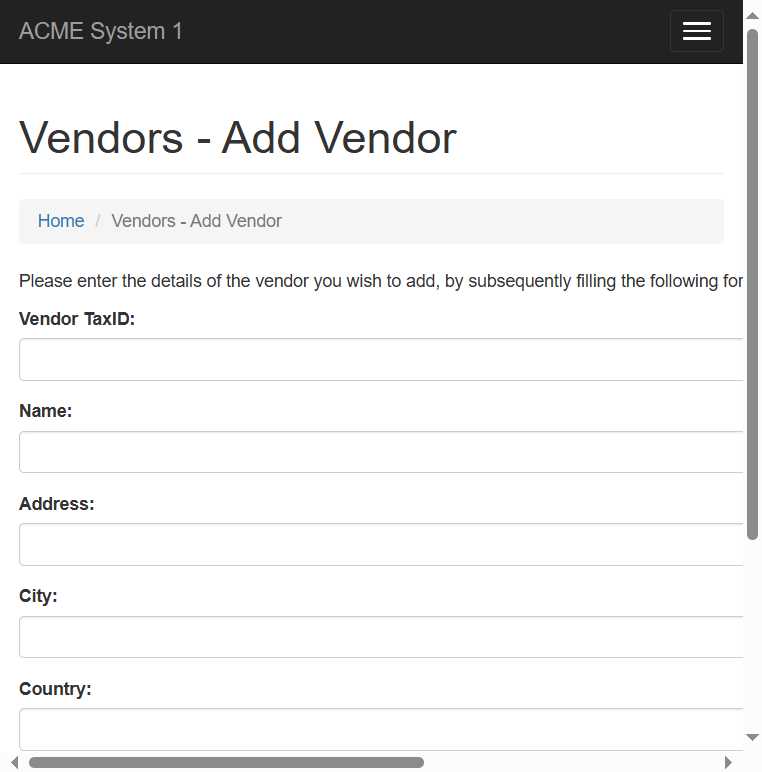 ACME System 1
Vendors - Add Vendor
Home / Vendors - Add Vendor
Please enter the details of the vendor you wish to add, by subsequently filling the following for
Vendor TaxID:
Name:
Address:
City:
Country: